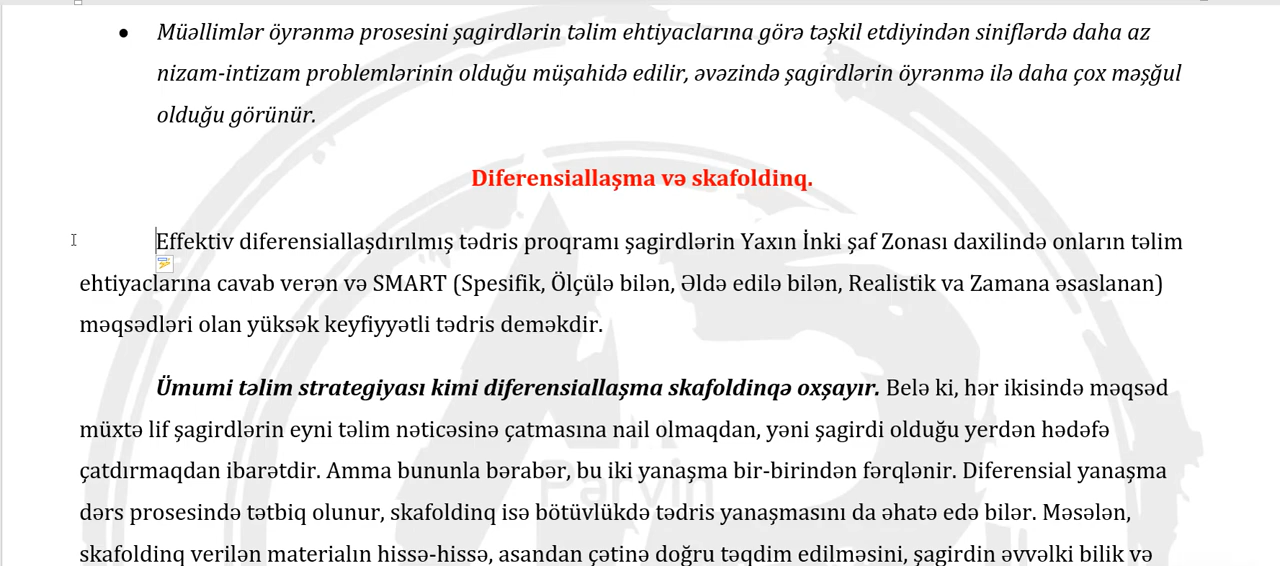 • Müəllimlər öyrənmə prosesini şagirdlərin təlim ehtiyaclarına görə təşkil etdiyindən siniflərdə daha az
nizam-intizam problemlərinin olduğu müşahidə edilir, əvəzində şagirdlərin öyrənmə ilə daha çox məşğul
olduğu görünür.
Diferensiallaşma və skafoldinq.
Effektiv diferensiallaşdırılmış tədris proqramı şagirdlərin Yaxın İnki şaf Zonası daxilində onların təlim
ehtiyaclarına cavab verən və SMART (Spesifik, Ölçülə bilən, Əldə edilə bilən, Realistik va Zamana əsaslanan)
məqsədləri olan yüksək keyfiyyətli tədris deməkdir.
Ümumi təlim strategiyası kimi diferensiallaşma skafoldinqə oxşayır. Belə ki, hər ikisində məqsəd
müxtə lif şagirdlərin eyni təlim nəticəsinə çatmasına nail olmaqdan, yəni şagirdi olduğu yerdən hədəfə
çatdırmaqdan ibarətdir. Amma bununla bərabər, bu iki yanaşma bir-birindən fərqlənir. Diferensial yanaşma
Pərvin
dərs prosesində tətbiq olunur, skafoldinq isə bötüvlükdə tədris yanaşmasını da əhatə edə bilər. Məsələn,
skafoldinq verilən materialın hissə-hissə, asandan çətinə doğru təqdim edilməsini, şagirdin əvvəlki bilik və